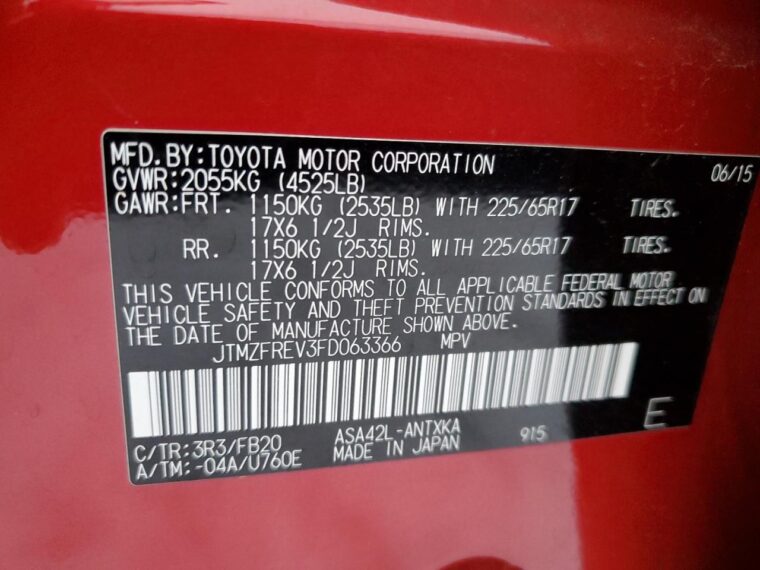 MFD.BY:TOYOTA MOTOR CORPORATION 06/15
GVWR:2055KG (4525LB)
GAWR:FRT. 1150KG (2535LB) WITH 225/65R17 TIRES.
17X6 1/2J RIMS.
RR. 1150KG (2535LB) WITH 225/65R17 TIRES.
17X6 1/2J RIMS.
THIS VEHICLE CONFORMS TO ALL APPLICABLE FEDERAL MOTOR
VEHICLE SAFETY AND THEFT PREVENTION STANDARDS IN EFFECT ON
THE DATE OF MANUFACTURE SHOWN ABOVE.
JTMZFREV3FD063366 MPV
C/TR:3R3/FB20 ASA42L-ANTXKA 915 E
A/TM:-04A/U760E MADE IN JAPAN